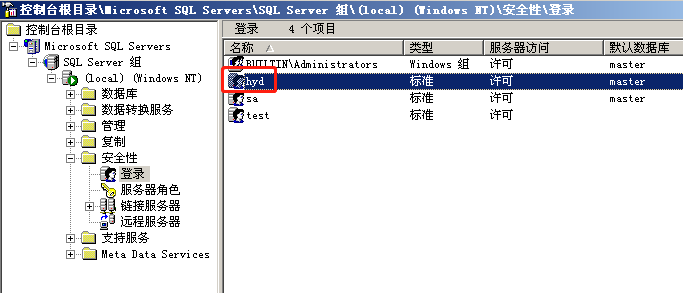 控制台根目录\Microsoft SQL Servers\SQL Server 组\(local) (Windows NT)\安全性\登录
控制台根目录
Microsoft SQL Servers
SQL Server 组
(local) (Windows NT)
数据库
数据转换服务
管理
复制
安全性
登录
服务器角色
链接服务器
远程服务器
支持服务
Meta Data Services
登录 4 个项目
名称 类型 服务器访问 默认数据库
BUILTIN\Administrators Windows 组 许可 master
hyd 标准 许可 master
sa 标准 许可 master
test 标准 许可